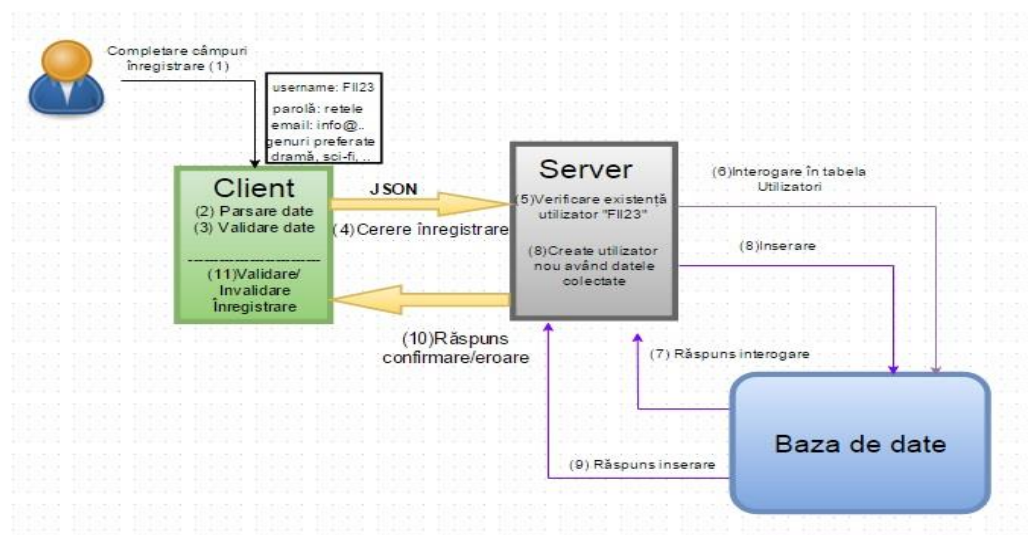 Completare câmpuri
înregistrare (1)
username: FII23
parolă: retele
email: info@..
genuri preferate
dramă, sci-fi, ..
Client
(2) Parsare date
(3) Validare date
(11)Validare/
Invalidare
Înregistrare
JSON
(4)Cerere înregistrare
(10)Răspuns
confirmare/eroare
Server
(5)Verificare existență
utilizator "FII23"
(8)Create utilizator
nou având datele
colectate
(6)Interogare în tabela
Utilizatori
(8)Inserare
(7) Răspuns interogare
(9) Răspuns inserare
Baza de date